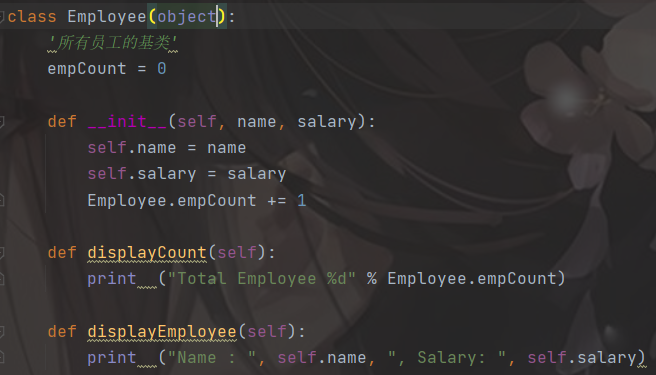 class Employee(object):
    '所有员工的基类'
    empCount = 0
    def __init__(self, name, salary):
        self.name = name
        self.salary = salary
        Employee.empCount += 1
    def displayCount(self):
        print  ("Total Employee %d" % Employee.empCount)
    def displayEmployee(self):
        print  ("Name : ", self.name, ", Salary: ", self.salary)